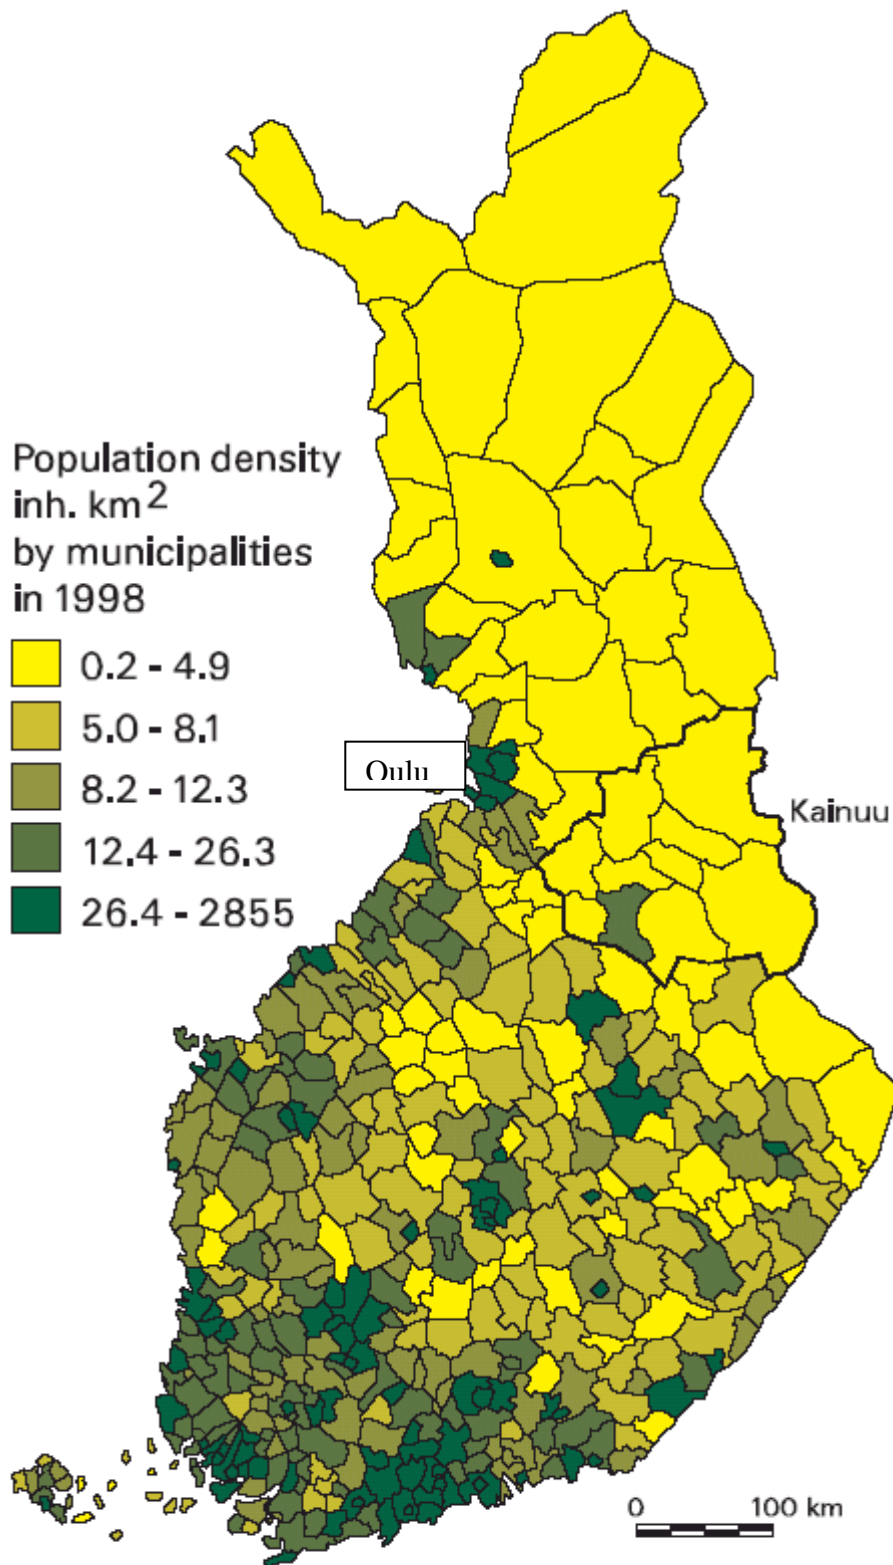 Population density
inh. km2
by municipalities
in 1998
0.2 - 4.9
5.0 - 8.1
8.2 - 12.3
12.4 - 26.3
26.4 - 2855
Oulu
Kainuu
0 100 km